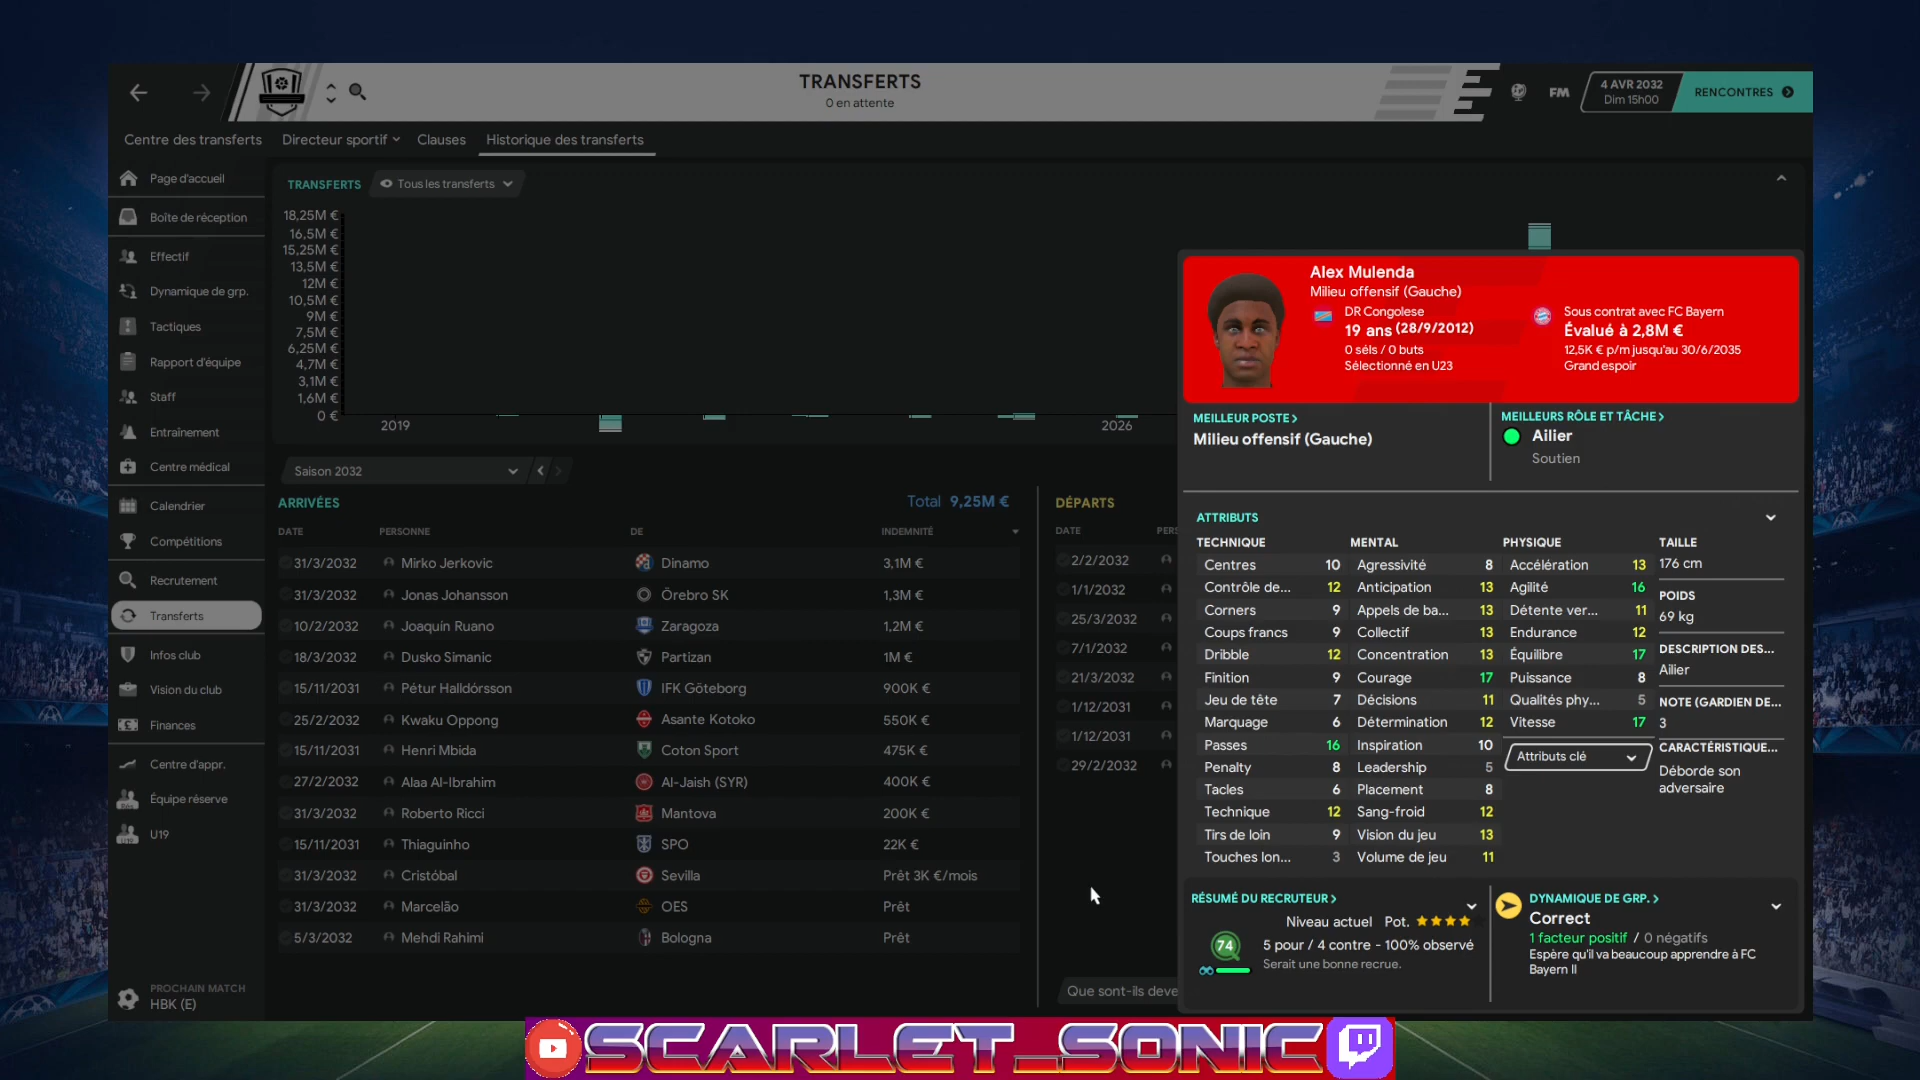 TRANSFERTS
0 en attente
FM
4 AVR 2032
Dim 15h00
RENCONTRES
Centre des transferts
Directeur sportif
Clauses
Historique des transferts
Page d'accueil
Boîte de réception
Effectif
Dynamique de grp.
Tactiques
Rapport d'équipe
Staff
Entraînement
Centre médical
Calendrier
Compétitions
Recrutement
Transferts
Infos club
Vision du club
Finances
Centre d'appr.
Équipe réserve
U19
PROCHAIN MATCH
HBK (E)
TRANSFERTS
Tous les transferts
18,25M €
16,5M €
15,25M €
13,5M €
12M €
10,5M €
9M €
7,5M €
6,25M €
4,7M €
3,1M €
1,6M €
0 €
2019
2026
Saison 2032
ARRIVÉES
Total 9,25M €
DATE PERSONNE DE INDEMNITÉ
31/3/2032 Mirko Jerkovic Dinamo 3,1M €
31/3/2032 Jonas Johansson Örebro SK 1,3M €
10/2/2032 Joaquín Ruano Zaragoza 1,2M €
18/3/2032 Dusko Simanic Partizan 1M €
15/11/2031 Pétur Halldórsson IFK Göteborg 900K €
25/2/2032 Kwaku Oppong Asante Kotoko 550K €
15/11/2031 Henri Mbida Coton Sport 475K €
27/2/2032 Alaa Al-Ibrahim Al-Jaish (SYR) 400K €
31/3/2032 Roberto Ricci Mantova 200K €
15/11/2031 Thiaguinho SPO 22K €
31/3/2032 Cristóbal Sevilla Prêt 3K €/mois
31/3/2032 Marcelão OES Prêt
5/3/2032 Mehdi Rahimi Bologna Prêt
DÉPARTS
DATE PERS
2/2/2032
1/1/2032
25/3/2032
7/1/2032
21/3/2032
1/12/2031
1/12/2031
29/2/2032
Que sont-ils deve
Alex Mulenda
Milieu offensif (Gauche)
DR Congolese
19 ans (28/9/2012)
0 séls / 0 buts
Sélectionné en U23
Sous contrat avec FC Bayern
Évalué à 2,8M €
12,5K € p/m jusqu'au 30/6/2035
Grand espoir
MEILLEUR POSTE
Milieu offensif (Gauche)
MEILLEURS RÔLE ET TÂCHE
Ailier
Soutien
ATTRIBUTS
TECHNIQUE
Centres 10
Contrôle de... 12
Corners 9
Coups francs 9
Dribble 12
Finition 9
Jeu de tête 7
Marquage 6
Passes 16
Penalty 8
Tacles 6
Technique 12
Tirs de loin 9
Touches lon... 3
MENTAL
Agressivité 8
Anticipation 13
Appels de ba... 13
Collectif 13
Concentration 13
Courage 17
Décisions 11
Détermination 12
Inspiration 10
Leadership 5
Placement 8
Sang-froid 12
Vision du jeu 13
Volume de jeu 11
PHYSIQUE
Accélération 13
Agilité 16
Détente ver... 11
Endurance 12
Équilibre 17
Puissance 8
Qualités phy... 5
Vitesse 17
Attributs clé
TAILLE
176 cm
POIDS
69 kg
DESCRIPTION DES...
Ailier
NOTE (GARDIEN DE...
3
CARACTÉRISTIQUE...
Déborde son
adversaire
RÉSUMÉ DU RECRUTEUR
Niveau actuel Pot.
74
5 pour / 4 contre - 100% observé
Serait une bonne recrue.
DYNAMIQUE DE GRP.
Correct
1 facteur positif / 0 négatifs
Espère qu'il va beaucoup apprendre à FC
Bayern II
SCARLET_SONIC